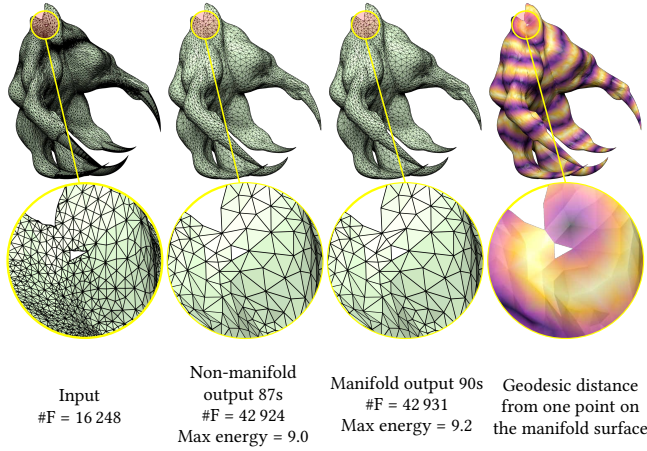 Input
#F = 16 248
Non-manifold
output 87s
#F = 42 924
Max energy = 9.0
Manifold output 90s
#F = 42 931
Max energy = 9.2
Geodesic distance
from one point on
the manifold surface